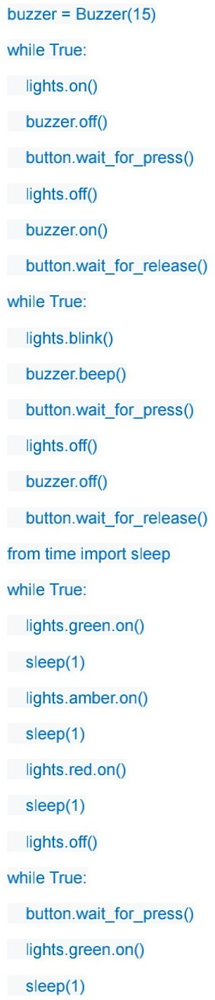 buzzer = Buzzer(15)
while True:
    lights.on()
    buzzer.off()
    button.wait_for_press()
    lights.off()
    buzzer.on()
    button.wait_for_release()
while True:
    lights.blink()
    buzzer.beep()
    button.wait_for_press()
    lights.off()
    buzzer.off()
    button.wait_for_release()
from time import sleep
while True:
    lights.green.on()
    sleep(1)
    lights.amber.on()
    sleep(1)
    lights.red.on()
    sleep(1)
    lights.off()
while True:
    button.wait_for_press()
    lights.green.on()
    sleep(1)